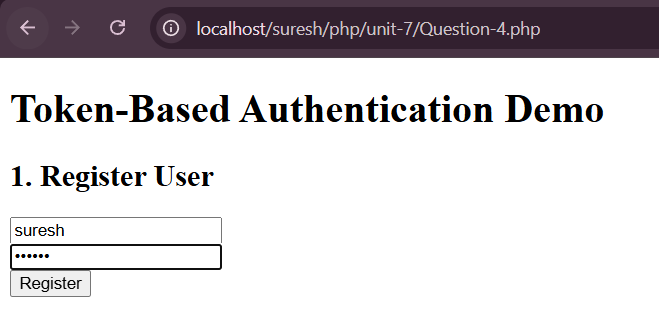 localhost/suresh/php/unit-7/Question-4.php
Token-Based Authentication Demo
1. Register User
suresh
••••••
Register